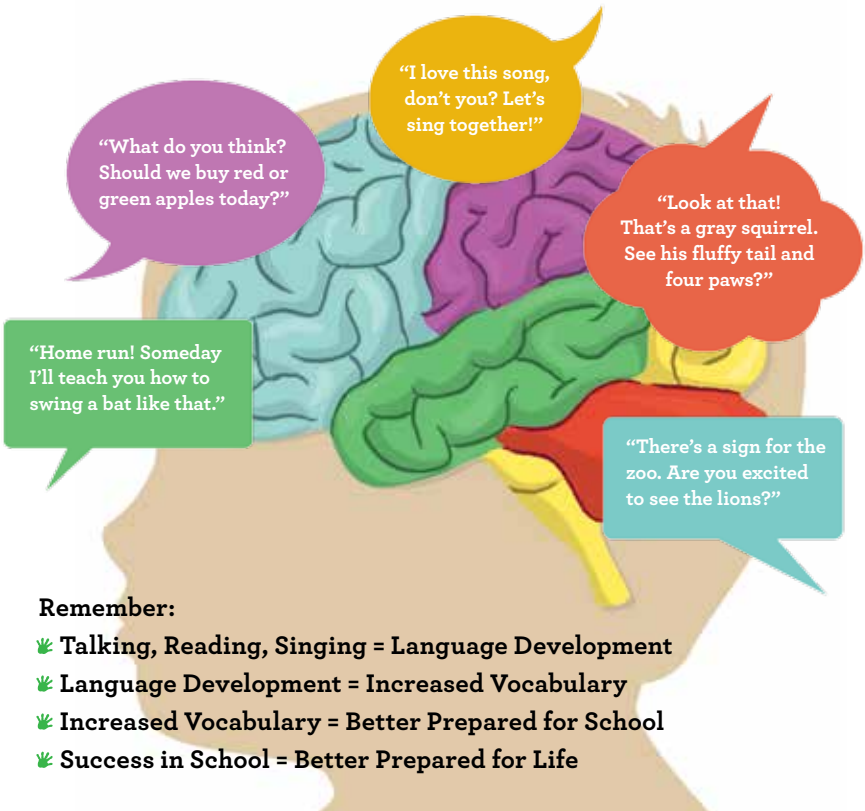 “I love this song,
don’t you? Let’s
sing together!”
“What do you think?
Should we buy red or
green apples today?”
“Look at that!
That’s a gray squirrel.
See his fluffy tail and
four paws?”
“Home run! Someday
I’ll teach you how to
swing a bat like that.”
“There’s a sign for the
zoo. Are you excited
to see the lions?”
Remember:
Talking, Reading, Singing = Language Development
Language Development = Increased Vocabulary
Increased Vocabulary = Better Prepared for School
Success in School = Better Prepared for Life